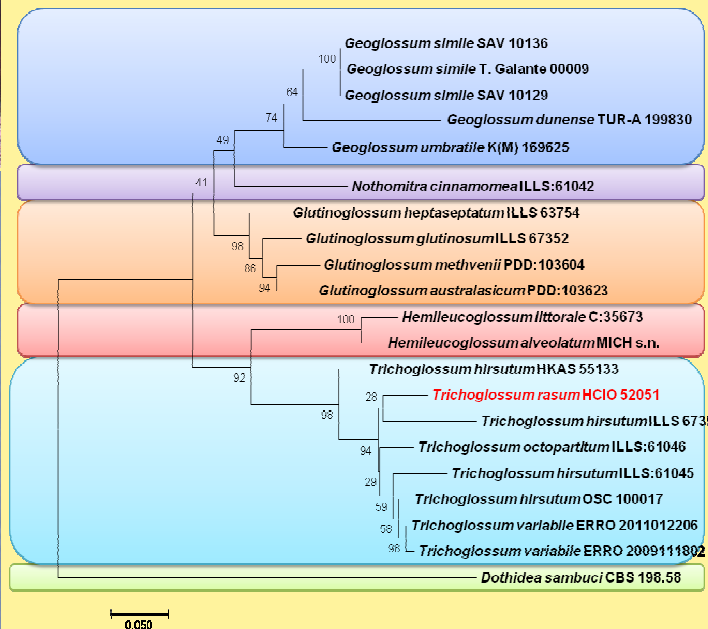 Geoglossum simile SAV 10136
100
Geoglossum simile T. Galante 00009
64
Geoglossum simile SAV 10129
74
Geoglossum dunense TUR-A 199830
49
Geoglossum umbratile K(M) 169625
41
Nothomitra cinnamomea ILLS:61042
Glutinoglossum heptaseptatum ILLS 63754
98
Glutinoglossum glutinosum ILLS 67352
86
Glutinoglossum methvenii PDD:103604
94
Glutinoglossum australasicum PDD:103623
100
Hemileucoglossum littorale C:35673
Hemileucoglossum alveolatum MICH s.n.
92
Trichoglossum hirsutum HKAS 55133
28
Trichoglossum rasum HCIO 52051
98
Trichoglossum hirsutum ILLS 673
94
Trichoglossum octopartitum ILLS:61046
29
Trichoglossum hirsutum ILLS:61045
59
Trichoglossum hirsutum OSC 100017
58
Trichoglossum variabile ERRO 2011012206
98
Trichoglossum variabile ERRO 2009111802
Dothidea sambuci CBS 198.58
0.050